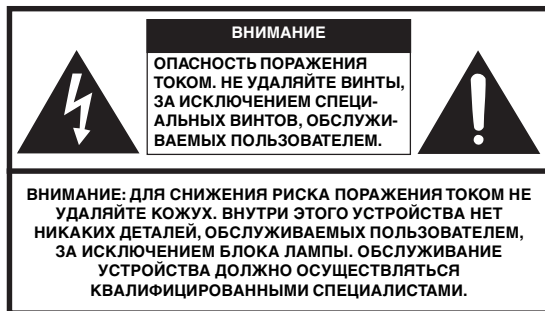 ВНИМАНИЕ
ОПАСНОСТЬ ПОРАЖЕНИЯ
ТОКОМ. НЕ УДАЛЯЙТЕ ВИНТЫ,
ЗА ИСКЛЮЧЕНИЕМ СПЕЦИ-
АЛЬНЫХ ВИНТОВ, ОБСЛУЖИ-
ВАЕМЫХ ПОЛЬЗОВАТЕЛЕМ.
ВНИМАНИЕ: ДЛЯ СНИЖЕНИЯ РИСКА ПОРАЖЕНИЯ ТОКОМ НЕ
УДАЛЯЙТЕ КОЖУХ. ВНУТРИ ЭТОГО УСТРОЙСТВА НЕТ
НИКАКИХ ДЕТАЛЕЙ, ОБСЛУЖИВАЕМЫХ ПОЛЬЗОВАТЕЛЕМ,
ЗА ИСКЛЮЧЕНИЕМ БЛОКА ЛАМПЫ. ОБСЛУЖИВАНИЕ
УСТРОЙСТВА ДОЛЖНО ОСУЩЕСТВЛЯТЬСЯ
КВАЛИФИЦИРОВАННЫМИ СПЕЦИАЛИСТАМИ.